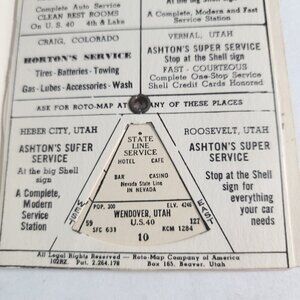 Complete Auto Service
CLEAN REST ROOMS
On U.S. 40 4th & Lake
A Complete, Modern and Fast
Service Station
CRAIG, COLORADO
HORTON'S SERVICE
Tires-Batteries-Towing
Gas-Lubes-Accessories-Wash
VERNAL, UTAH
ASHTON'S SUPER SERVICE
Stop at the Shell sign
FAST - COURTEOUS
Complete One-Stop Service
Shell Credit Cards Honored
ASK FOR ROTO-MAP AT ANY OF THESE PLACES
HEBER CITY, UTAH
ASHTON'S SUPER
SERVICE
At the big Shell
sign
A Complete,
Modern
Service
Station
STATE
LINE
SERVICE
HOTEL CAFE
BAR CASINO
Nevada State Line
IN NEVADA
POP. 300 ELV. 4246
WENDOVER, UTAH
U.S. 40
59 127
SFC 633 KCM 1284
10
WEST
EAST
ROOSEVELT, UTAH
ASHTON'S SUPER
SERVICE
Stop at the Shell
sign for
everything
your car
needs
All Legal Rights Reserved — Roto-Map Company of America
102RZ. Pat. 2.264.178 Box 165, Beaver, Utah